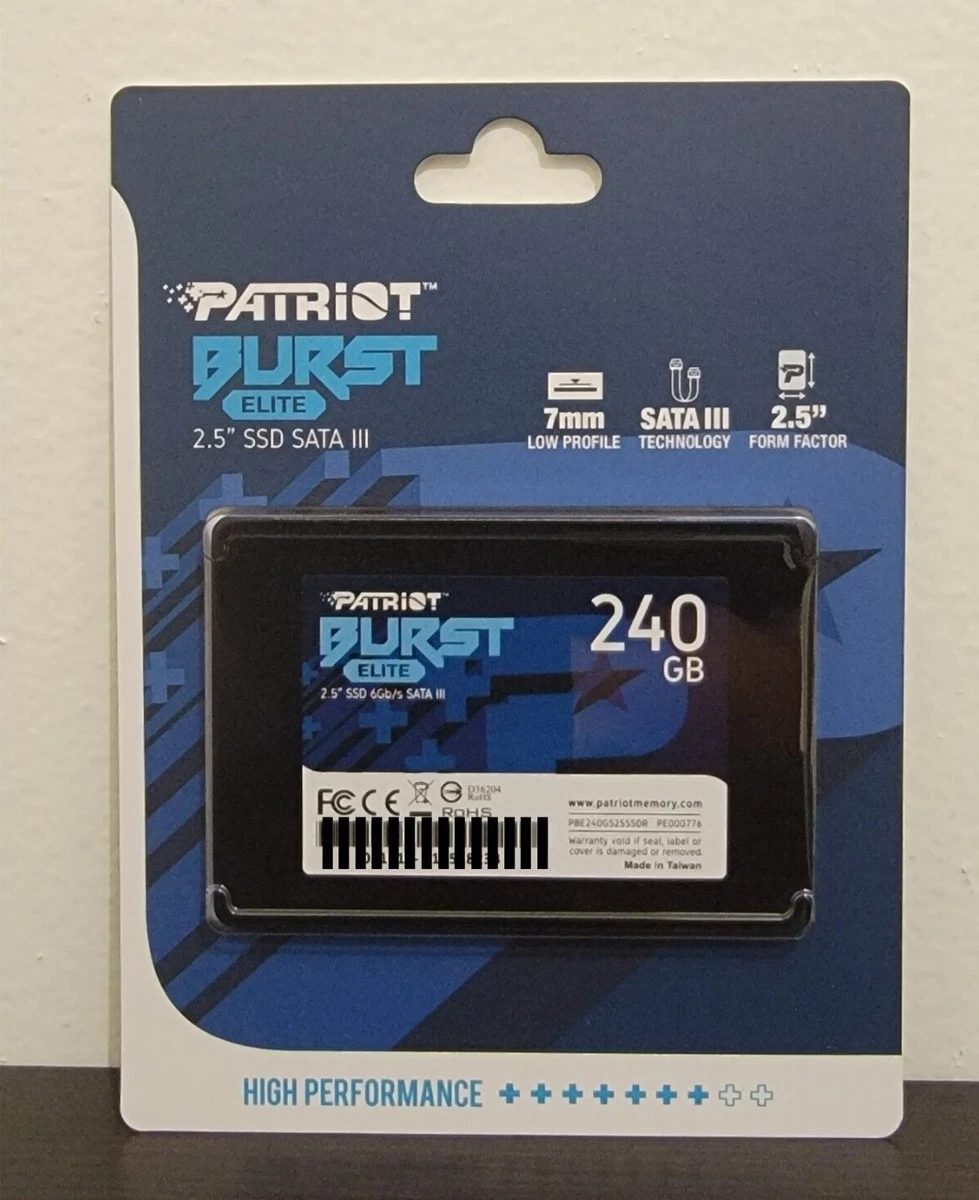 PATRiOT™
BURST
ELITE
2.5” SSD SATA III
7mm
LOW PROFILE
SATA III
TECHNOLOGY
2.5”
FORM FACTOR
PATRiOT™
BURST
ELITE
2.5” SSD 6Gb/s SATA III
240
GB
FC CE
D36204
RoHS
RoHS
www.patriotmemory.com
PBE240GS25SSDR PE000776
Warranty void if seal, label or
cover is damaged or removed.
Made in Taiwan
HIGH PERFORMANCE